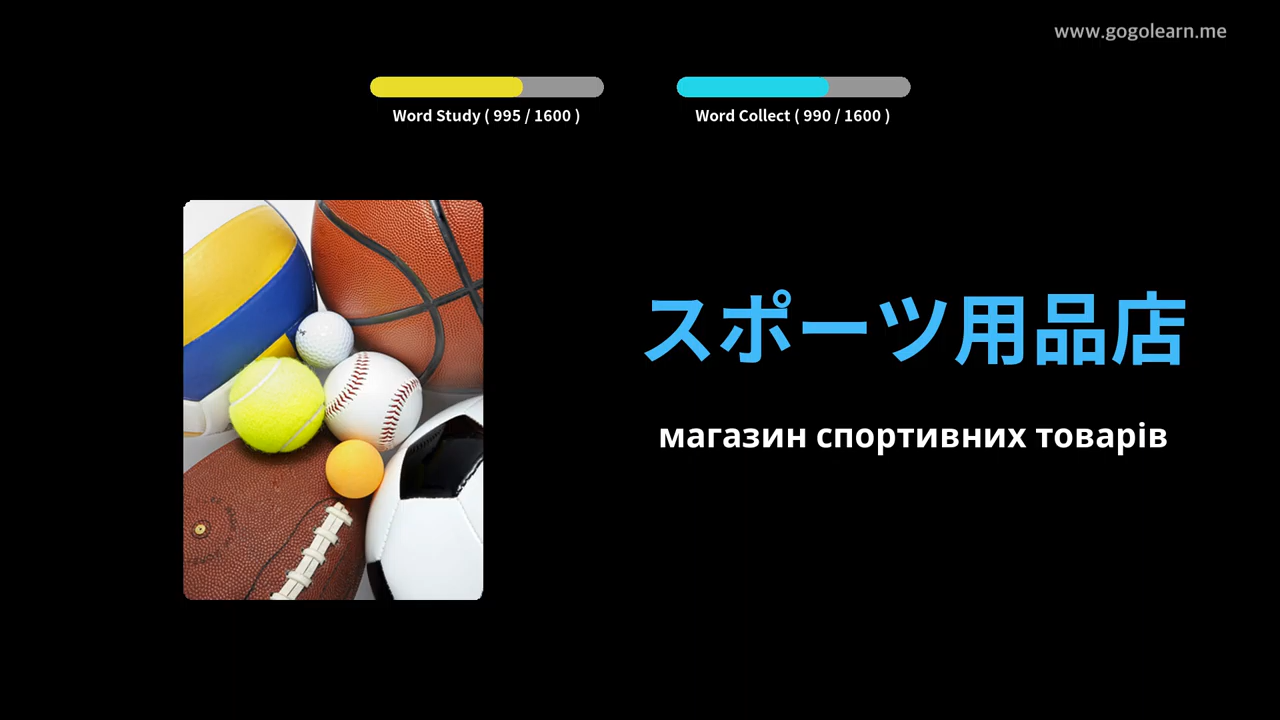 www.gogolearn.me
Word Study ( 995 / 1600 )
Word Collect ( 990 / 1600 )
スポーツ用品店
магазин спортивних товарів